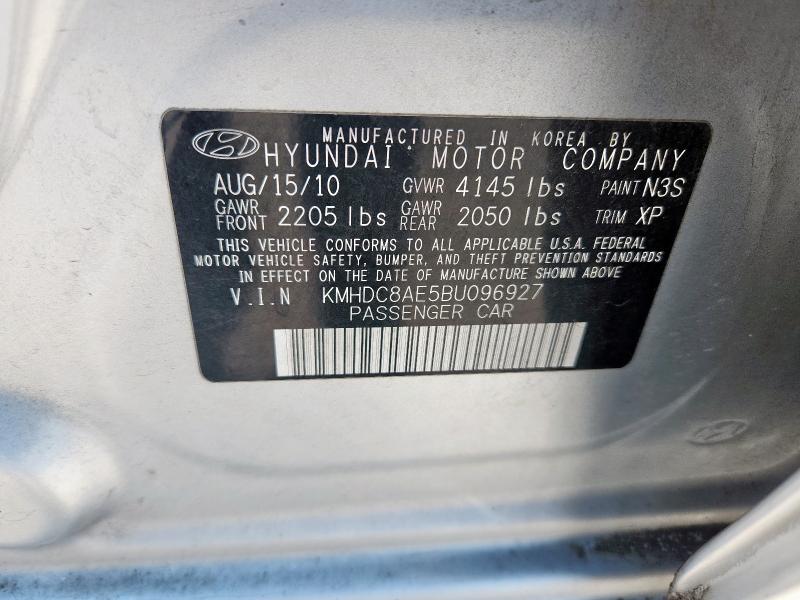 MANUFACTURED IN KOREA BY
HYUNDAI MOTOR COMPANY
AUG/15/10 GVWR 4145 lbs PAINT N3S
GAWR FRONT 2205 lbs GAWR REAR 2050 lbs TRIM XP
THIS VEHICLE CONFORMS TO ALL APPLICABLE U.S.A. FEDERAL
MOTOR VEHICLE SAFETY, BUMPER, AND THEFT PREVENTION STANDARDS
IN EFFECT ON THE DATE OF MANUFACTURE SHOWN ABOVE
V.I.N KMHDC8AE5BU096927
PASSENGER CAR